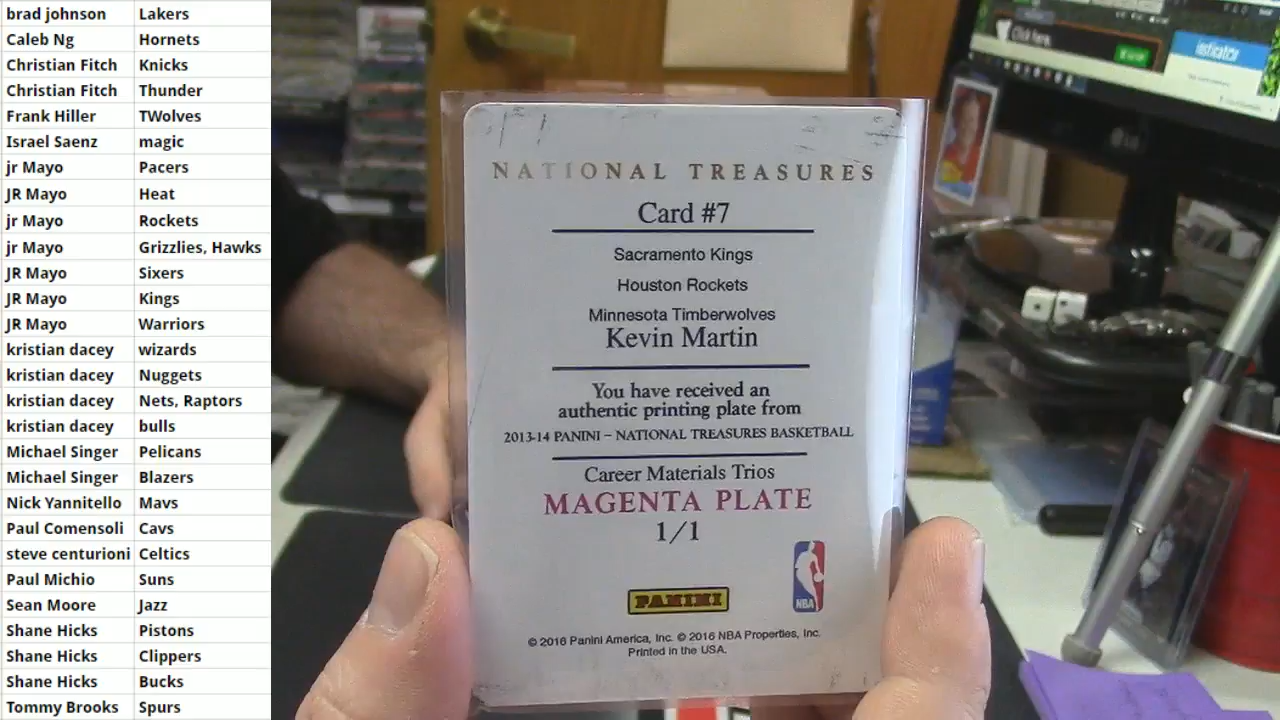 brad johnson Lakers
Caleb Ng Hornets
Christian Fitch Knicks
Christian Fitch Thunder
Frank Hiller TWolves
Israel Saenz magic
jr Mayo Pacers
JR Mayo Heat
jr Mayo Rockets
jr Mayo Grizzlies, Hawks
JR Mayo Sixers
JR Mayo Kings
JR Mayo Warriors
kristian dacey wizards
kristian dacey Nuggets
kristian dacey Nets, Raptors
kristian dacey bulls
Michael Singer Pelicans
Michael Singer Blazers
Nick Yannitello Mavs
Paul Comensoli Cavs
steve centurioni Celtics
Paul Michio Suns
Sean Moore Jazz
Shane Hicks Pistons
Shane Hicks Clippers
Shane Hicks Bucks
Tommy Brooks Spurs
NATIONAL TREASURES
Card #7
Sacramento Kings
Houston Rockets
Minnesota Timberwolves
Kevin Martin
You have received an
authentic printing plate from
2013-14 PANINI – NATIONAL TREASURES BASKETBALL
Career Materials Trios
MAGENTA PLATE
1/1
NBA
PANINI
© 2016 Panini America, Inc. © 2016 NBA Properties, Inc.
Printed in the USA.
Click here.
LG